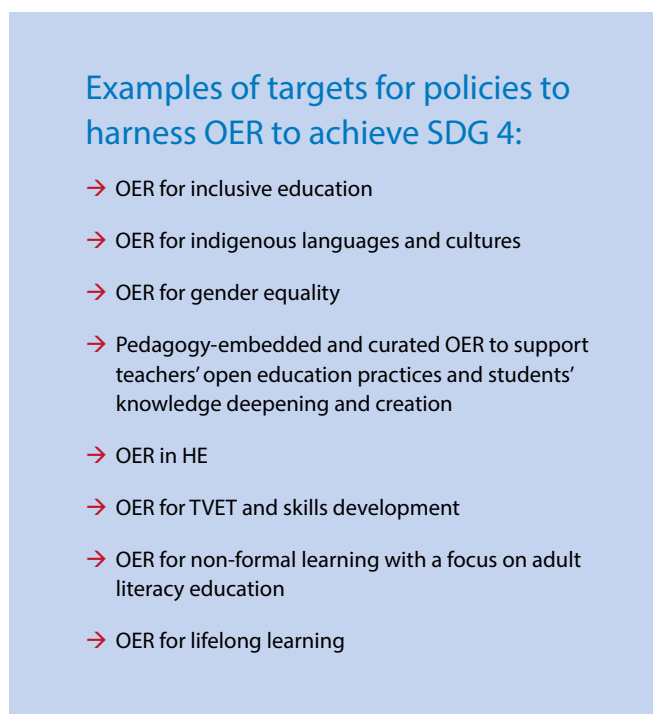 Examples of targets for policies to
harness OER to achieve SDG 4:
→ OER for inclusive education
→ OER for indigenous languages and cultures
→ OER for gender equality
→ Pedagogy-embedded and curated OER to support
teachers’ open education practices and students’
knowledge deepening and creation
→ OER in HE
→ OER for TVET and skills development
→ OER for non-formal learning with a focus on adult
literacy education
→ OER for lifelong learning